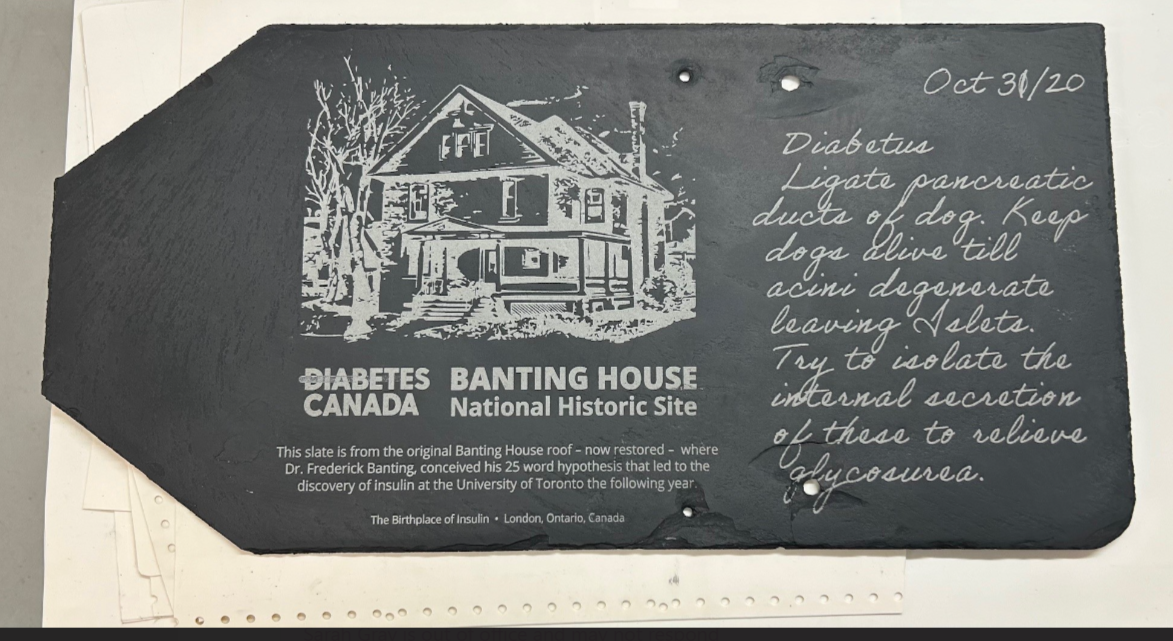 DIABETES
CANADA
BANTING HOUSE
National Historic Site
This slate is from the original Banting House roof – now restored – where
Dr. Frederick Banting, conceived his 25 word hypothesis that led to the
discovery of insulin at the University of Toronto the following year.
The Birthplace of Insulin • London, Ontario, Canada
Oct 31/20
Diabetus
Ligate pancreatic
ducts of dog. Keep
dogs alive till
acini degenerate
leaving Islets.
Try to isolate the
internal secretion
of these to relieve
glycosurea.